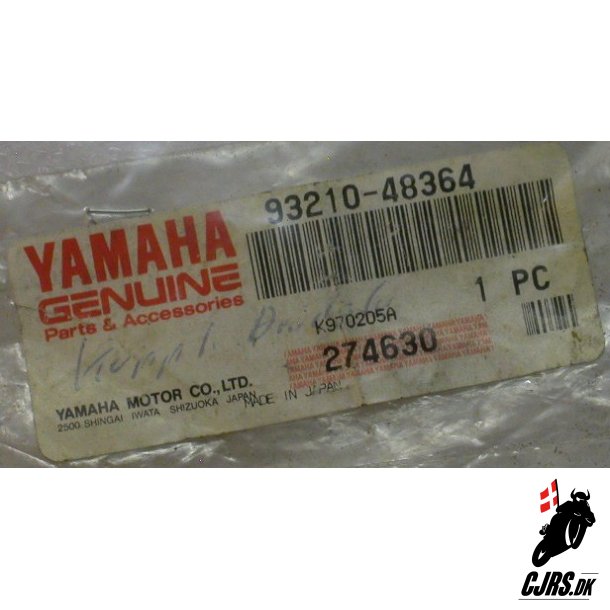 93210-48364
YAMAHA
GENUINE
Parts & Accessories
1 PC
K970205A
274630
YAMAHA MOTOR CO., LTD.
2500 SHINGAI IWATA SHIZUOKA JAPAN
MADE IN JAPAN
CJRS.DK